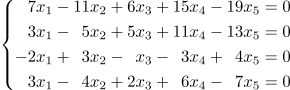 7x₁ − 11x₂ + 6x₃ + 15x₄ − 19x₅ = 0
3x₁ − 5x₂ + 5x₃ + 11x₄ − 13x₅ = 0
−2x₁ + 3x₂ − x₃ − 3x₄ + 4x₅ = 0
3x₁ − 4x₂ + 2x₃ + 6x₄ − 7x₅ = 0